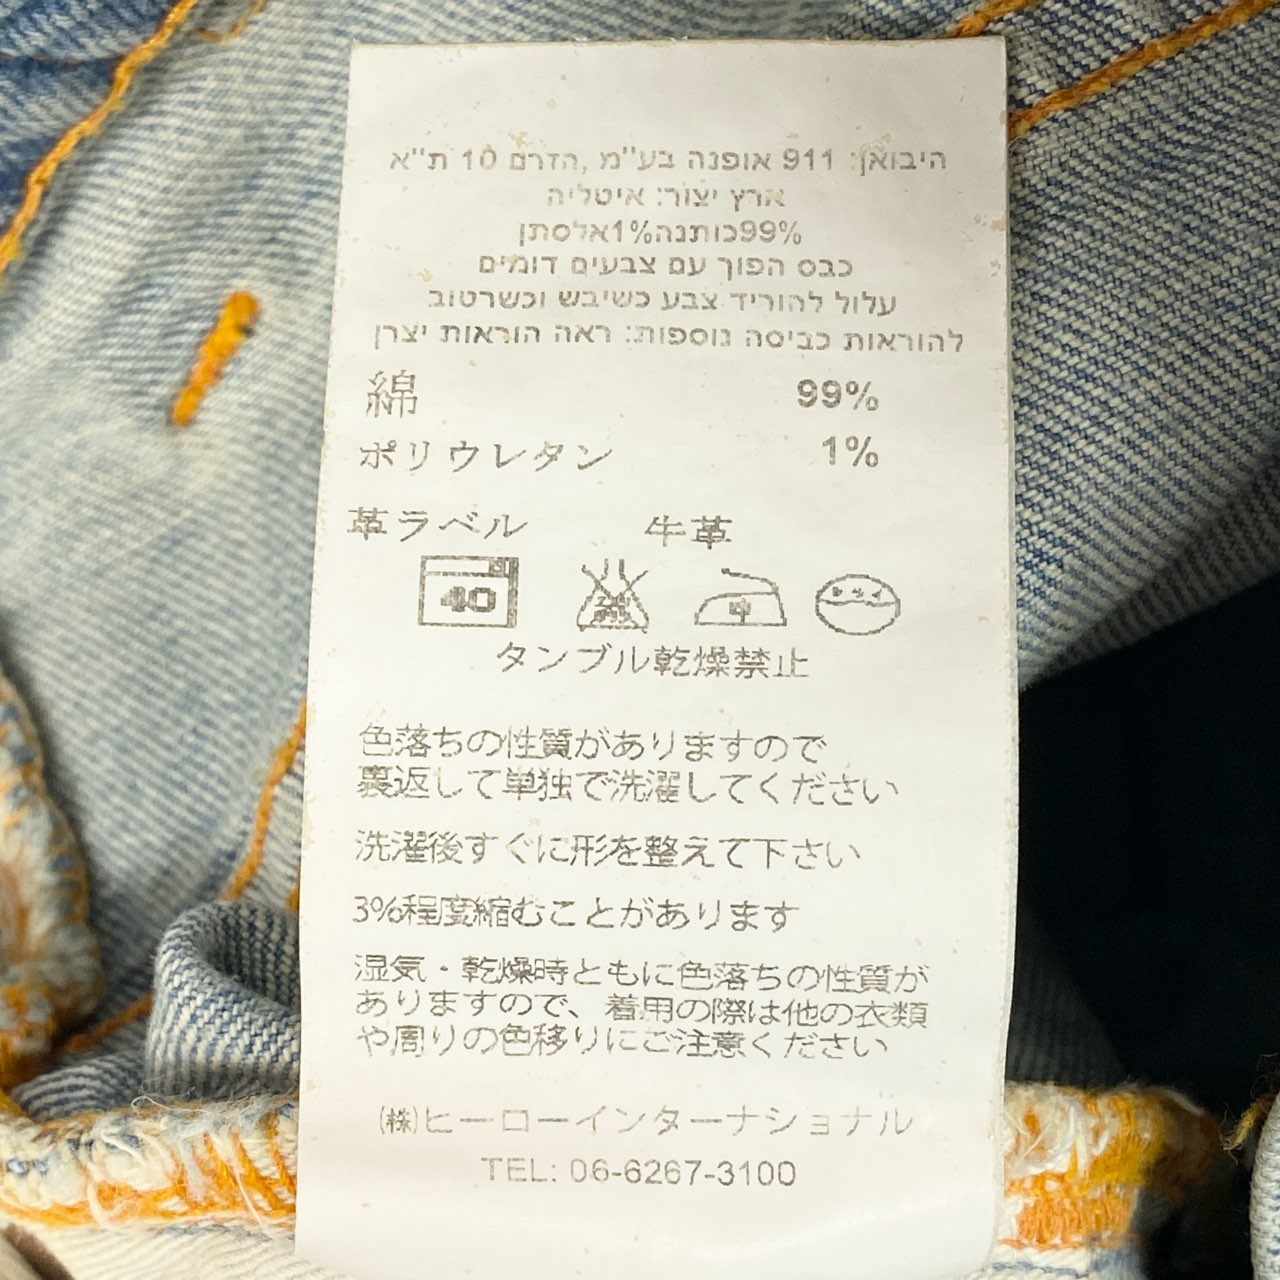 היבואן: 911 אופנה בע"מ, הזרם 10 ת"א
ארץ יצור: איטליה
99%כותנה1%אלסתן
כבס הפוך עם צבעים דומים
עלול להוריד צבע כשיבש וכשרטוב
להוראות כביסה נוספות: ראה הוראות יצרן
綿 99%
ポリウレタン 1%
革ラベル 牛革
40 中 ドライ
タンブル乾燥禁止
色落ちの性質がありますので
裏返して単独で洗濯してください
洗濯後すぐに形を整えて下さい
3%程度縮むことがあります
湿気・乾燥時ともに色落ちの性質が
ありますので、着用の際は他の衣類
や周りの色移りにご注意ください
(株)ヒーローインターナショナル
TEL: 06-6267-3100